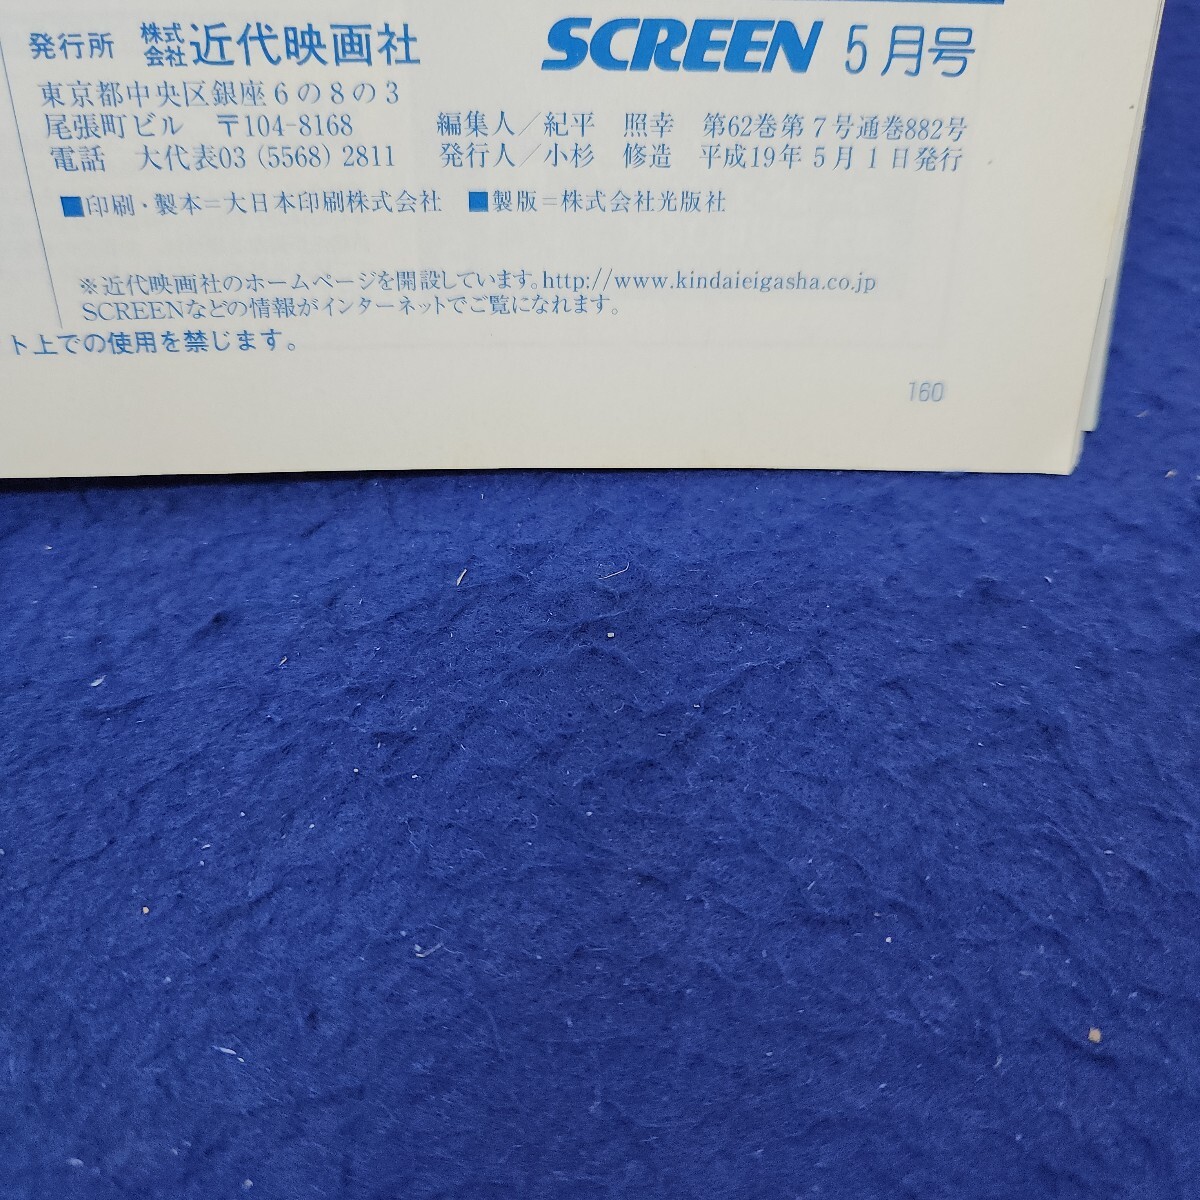 発行所 株式会社近代映画社
SCREEN 5月号
東京都中央区銀座6の8の3
尾張町ビル 〒104-8168
電話 大代表03(5568)2811
編集人／紀平 照幸 第62巻第7号通巻882号
発行人／小杉 修造 平成19年5月1日発行
■印刷・製本＝大日本印刷株式会社 ■製版＝株式会社光版社
※近代映画社のホームページを開設しています。http://www.kindaieigasha.co.jp
SCREENなどの情報がインターネットでご覧になれます。
ト上での使用を禁じます。
160